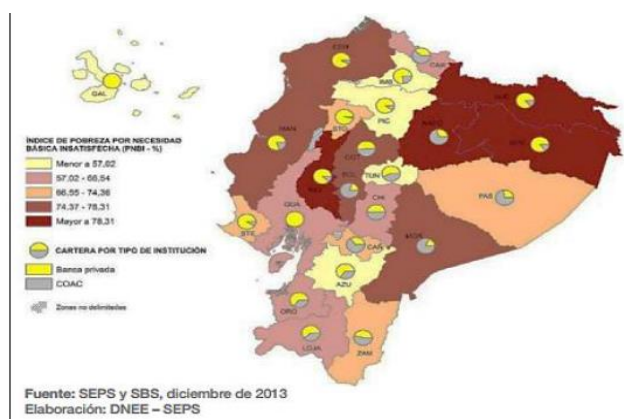 ESM
CAR
IMB
GAL
PIC
SUC
STD
NAPO
MAN
ORE
COT
TUN
BOL
PAS
GUA
CHI
STE
MOR
CAÑ
AZU
ORO
LOJA
ZAM
ÍNDICE DE POBREZA POR NECESIDAD
BÁSICA INSATISFECHA (PNBI - %)
Menor a 57,02
57,02 - 66,54
66,55 - 74,36
74,37 - 78,31
Mayor a 78,31
CARTERA POR TIPO DE INSTITUCIÓN
Banca privada
COAC
Zonas no delimitadas
Fuente: SEPS y SBS, diciembre de 2013
Elaboración: DNEE – SEPS